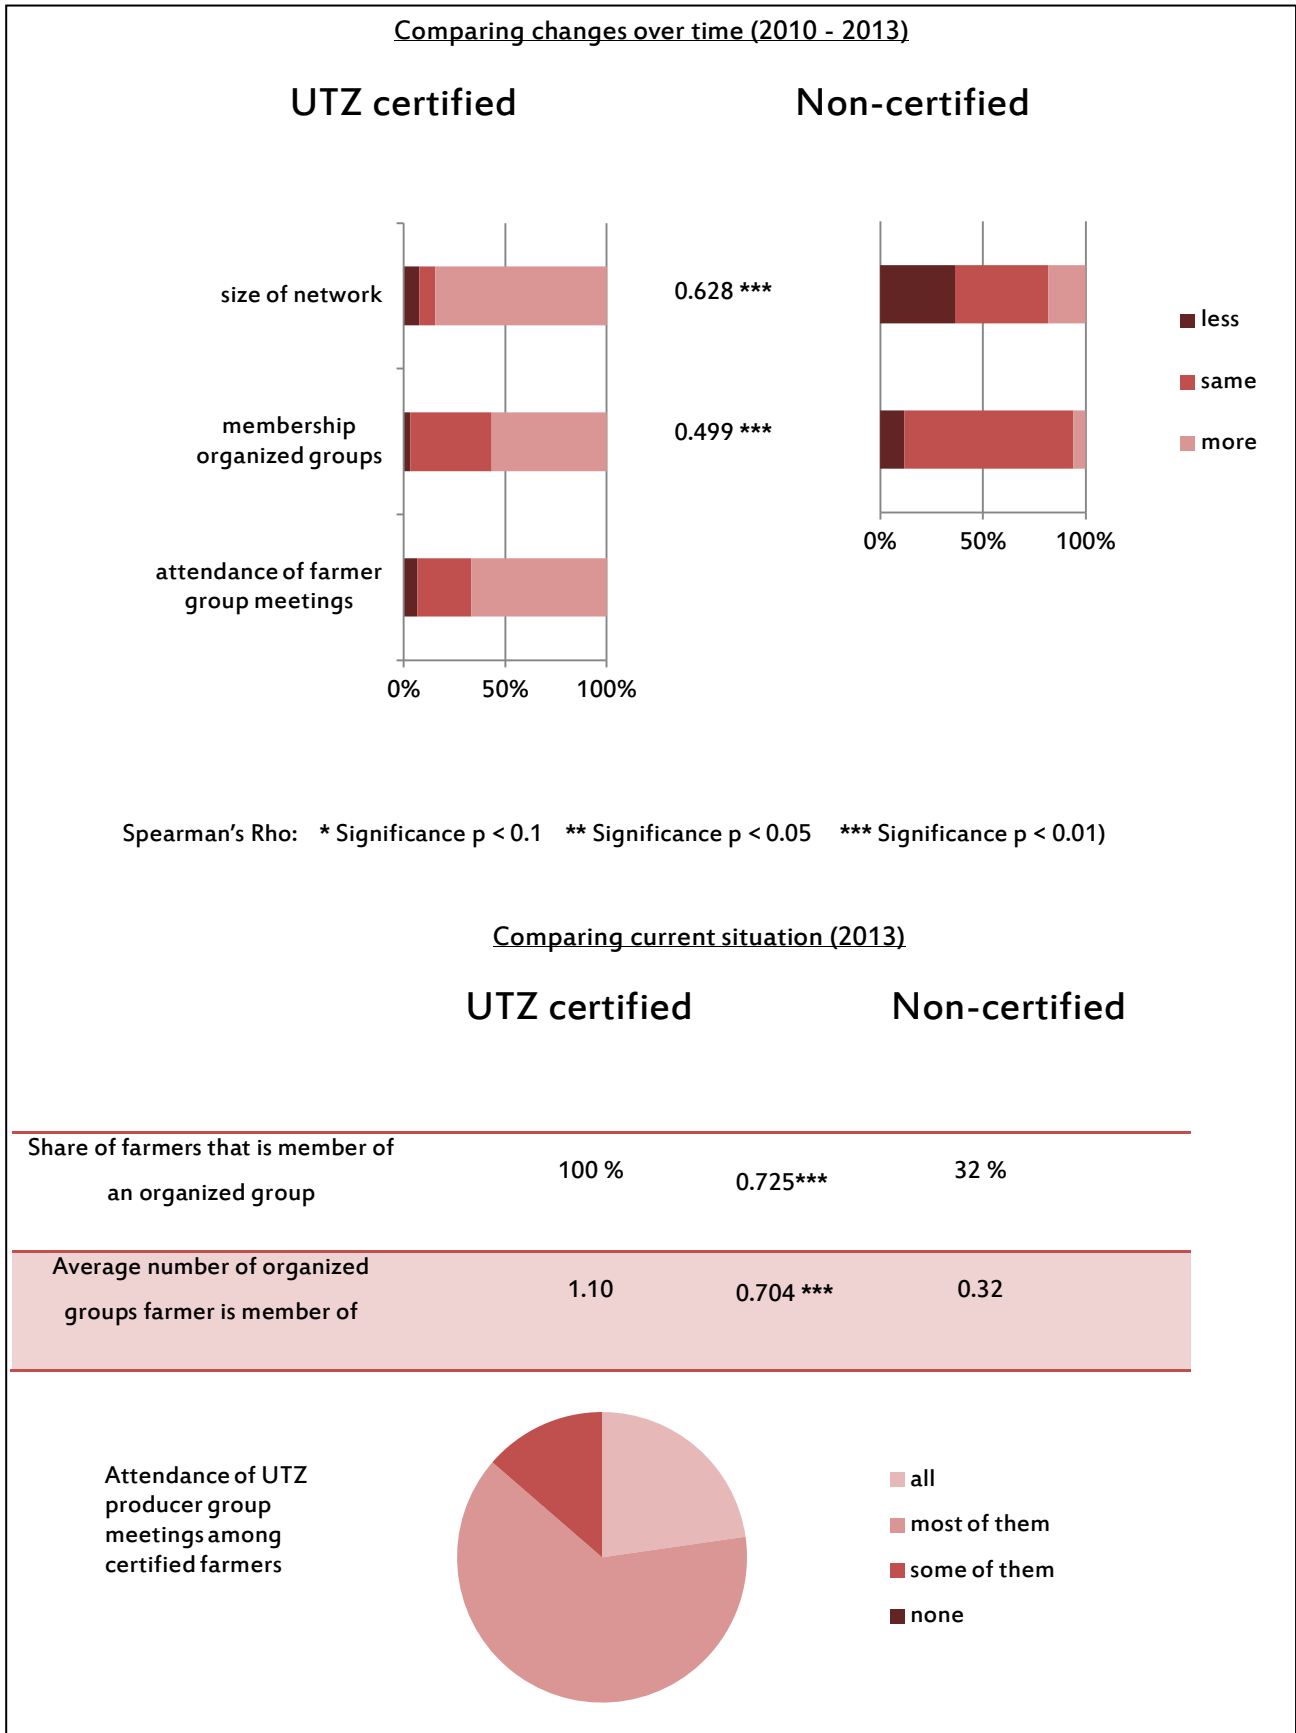 Comparing changes over time (2010 - 2013)
UTZ certified
Non-certified
size of network
0.628 ***
membership
organized groups
0.499 ***
attendance of farmer
group meetings
0%
50%
100%
0%
50%
100%
less
same
more
Spearman's Rho: * Significance p < 0.1 ** Significance p < 0.05 *** Significance p < 0.01)
Comparing current situation (2013)
UTZ certified
Non-certified
Share of farmers that is member of
an organized group
100 %
0.725***
32 %
Average number of organized
groups farmer is member of
1.10
0.704 ***
0.32
Attendance of UTZ
producer group
meetings among
certified farmers
all
most of them
some of them
none